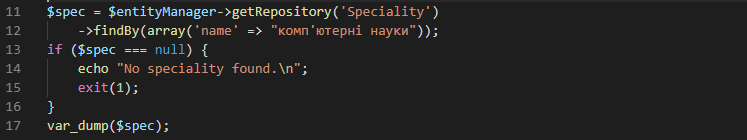 11 $spec = $entityManager->getRepository('Speciality')
12     ->findBy(array('name' => "комп'ютерні науки"));
13 if ($spec === null) {
14     echo "No speciality found.\n";
15     exit(1);
16 }
17 var_dump($spec);